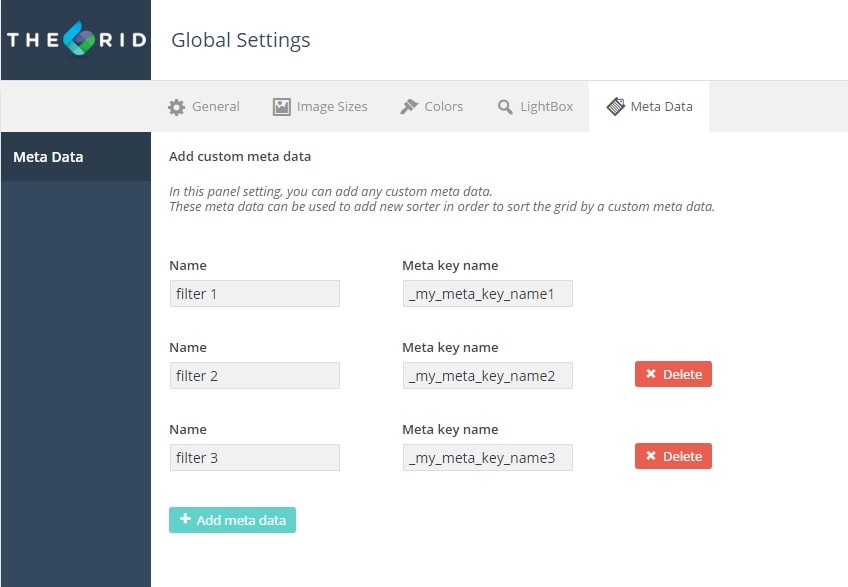 THE GRID
Global Settings
General Image Sizes Colors LightBox Meta Data
Meta Data
Add custom meta data
In this panel setting, you can add any custom meta data.
These meta data can be used to add new sorter in order to sort the grid by a custom meta data.
Name Meta key name
filter 1 _my_meta_key_name1
Name Meta key name
filter 2 _my_meta_key_name2 Delete
Name Meta key name
filter 3 _my_meta_key_name3 Delete
Add meta data